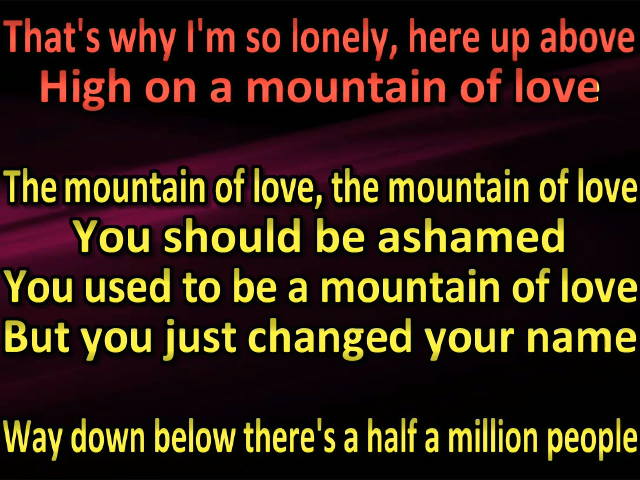 That's why I'm so lonely, here up above
High on a mountain of love
The mountain of love, the mountain of love
You should be ashamed
You used to be a mountain of love
But you just changed your name
Way down below there's a half a million people